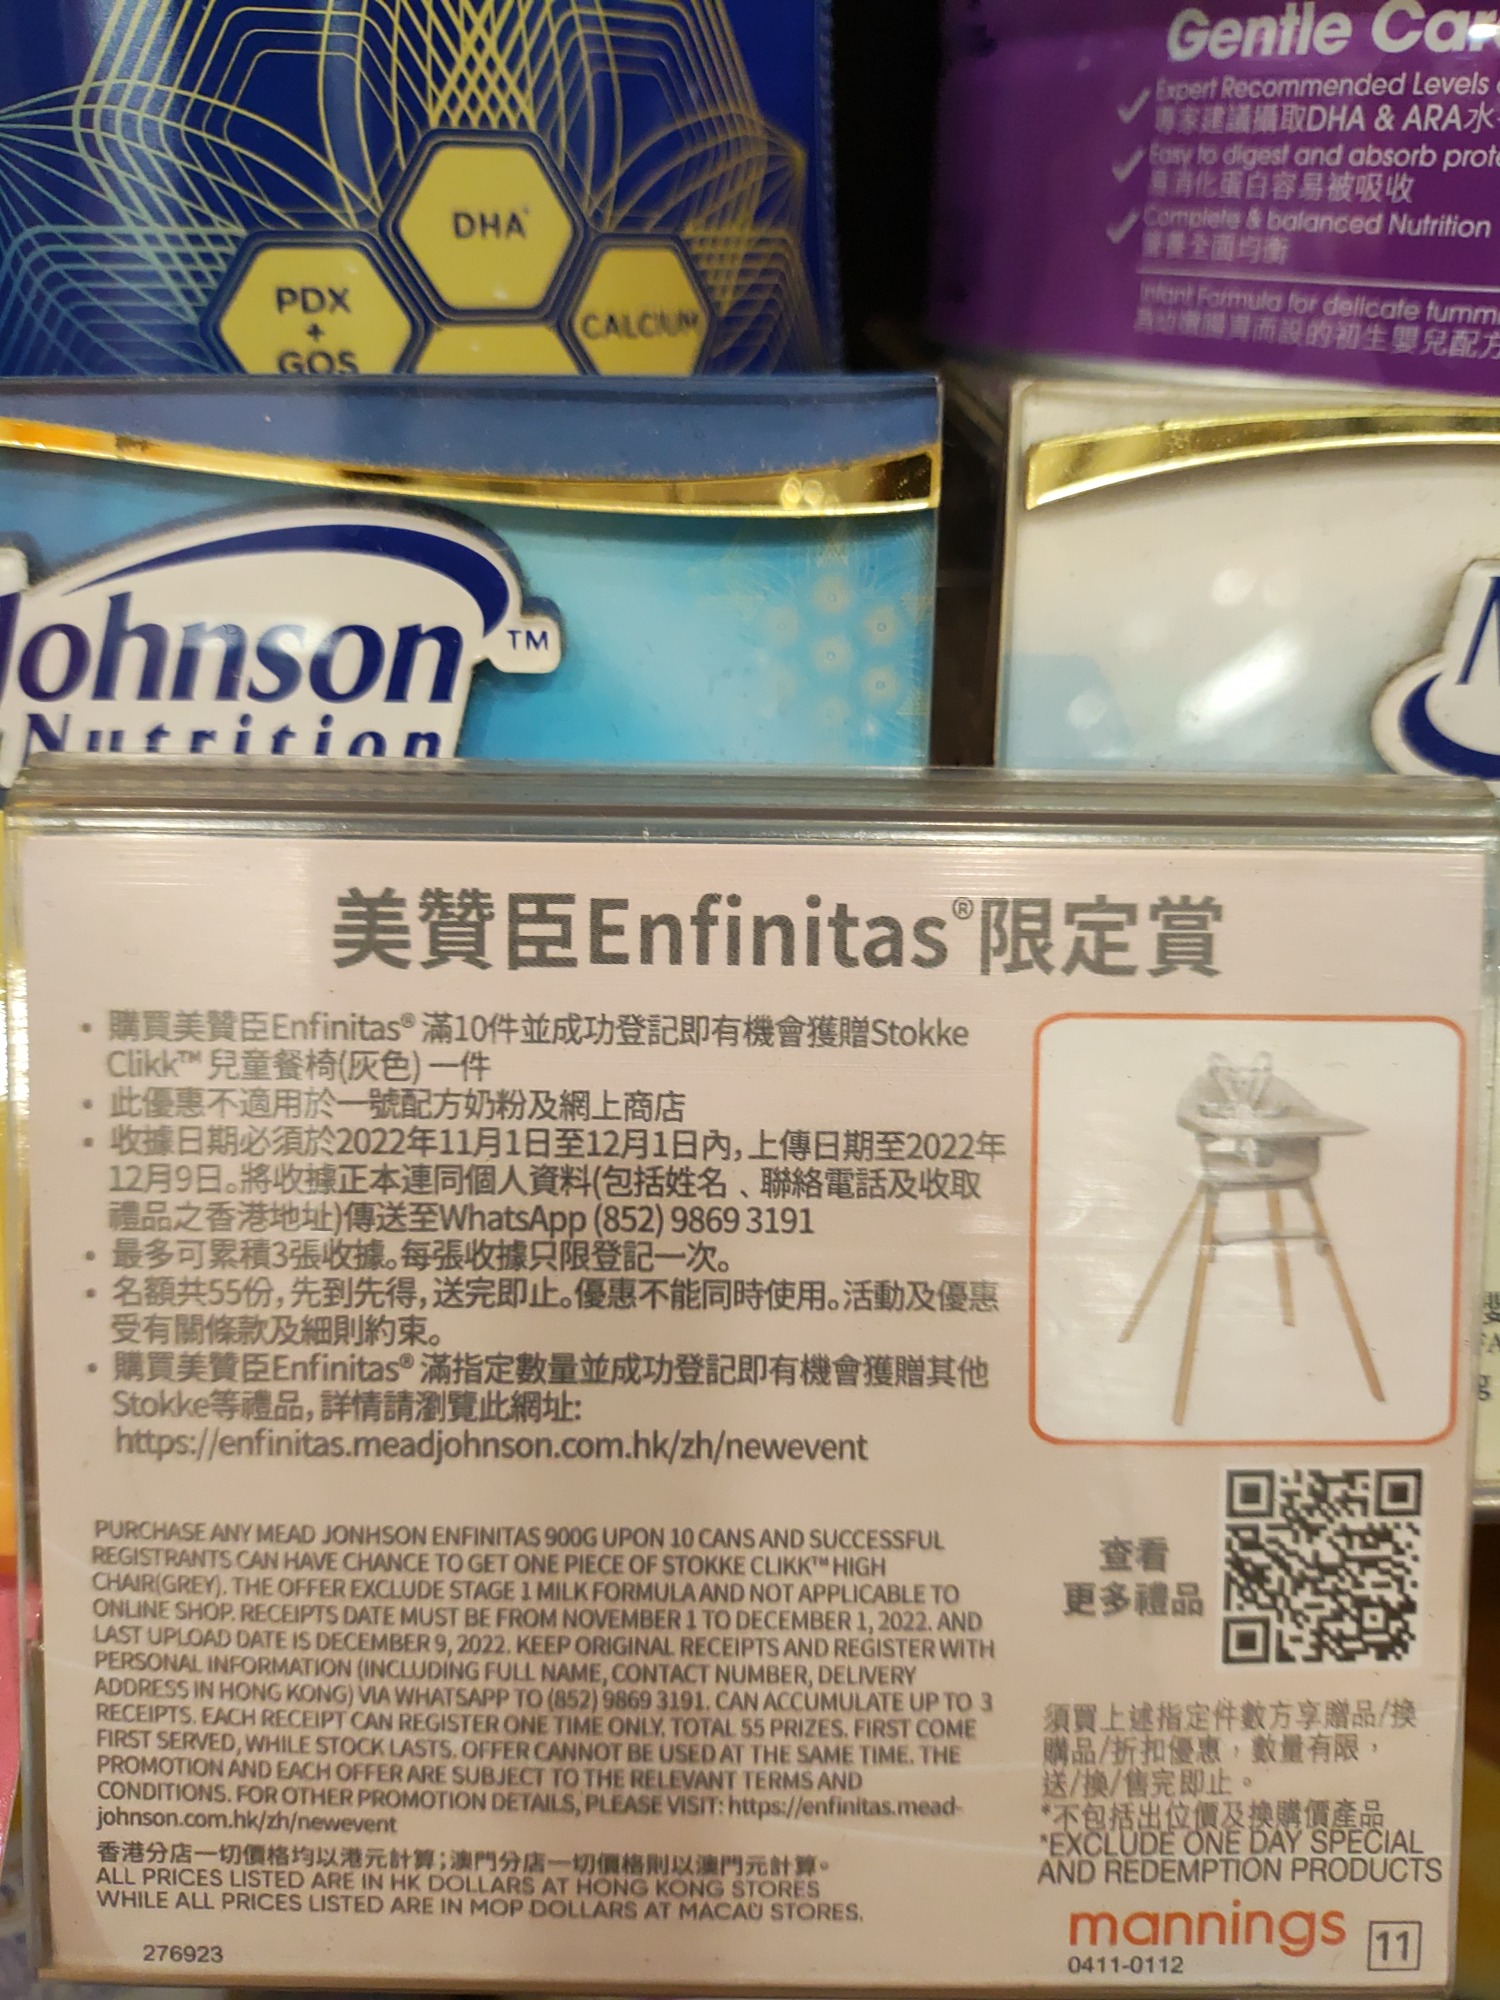 DHA
PDX
+
GOS
CALCIUM
Gentle
Expert Recommended Levels
專家建議攝取DHA & ARA
Easy to digest and absorb
易消化蛋白容易被吸收
Complete & balanced Nutrition
營養全面均衡
Infant Formula for delicate
Johnson™
Nutrition
美贊臣Enfinitas®限定賞
• 購買美贊臣Enfinitas® 滿10件並成功登記即有機會獲贈Stokke
Clikk™ 兒童餐椅(灰色) 一件
• 此優惠不適用於一號配方奶粉及網上商店
• 收據日期必須於2022年11月1日至12月1日內，上傳日期至2022年
12月9日。將收據正本連同個人資料(包括姓名、聯絡電話及收取
禮品之香港地址)傳送至WhatsApp (852) 9869 3191
• 最多可累積3張收據。每張收據只限登記一次。
• 名額共55份，先到先得，送完即止。優惠不能同時使用。活動及優惠
受有關條款及細則約束。
• 購買美贊臣Enfinitas® 滿指定數量並成功登記即有機會獲贈其他
Stokke等禮品，詳情請瀏覽此網址:
https://enfinitas.meadjohnson.com.hk/zh/newevent
PURCHASE ANY MEAD JONHSON ENFINITAS 900G UPON 10 CANS AND SUCCESSFUL
REGISTRANTS CAN HAVE CHANCE TO GET ONE PIECE OF STOKKE CLIKK™ HIGH
CHAIR(GREY). THE OFFER EXCLUDE STAGE 1 MILK FORMULA AND NOT APPLICABLE TO
ONLINE SHOP. RECEIPTS DATE MUST BE FROM NOVEMBER 1 TO DECEMBER 1, 2022. AND
LAST UPLOAD DATE IS DECEMBER 9, 2022. KEEP ORIGINAL RECEIPTS AND REGISTER WITH
PERSONAL INFORMATION (INCLUDING FULL NAME, CONTACT NUMBER, DELIVERY
ADDRESS IN HONG KONG) VIA WHATSAPP TO (852) 9869 3191. CAN ACCUMULATE UP TO 3
RECEIPTS. EACH RECEIPT CAN REGISTER ONE TIME ONLY. TOTAL 55 PRIZES. FIRST COME
FIRST SERVED, WHILE STOCK LASTS. OFFER CANNOT BE USED AT THE SAME TIME. THE
PROMOTION AND EACH OFFER ARE SUBJECT TO THE RELEVANT TERMS AND
CONDITIONS. FOR OTHER PROMOTION DETAILS, PLEASE VISIT: https://enfinitas.mead-
johnson.com.hk/zh/newevent
香港分店一切價格均以港元計算；澳門分店一切價格則以澳門元計算。
ALL PRICES LISTED ARE IN HK DOLLARS AT HONG KONG STORES
WHILE ALL PRICES LISTED ARE IN MOP DOLLARS AT MACAU STORES.
276923
查看
更多禮品
須買上述指定件數方享贈品/換
購品/折扣優惠，數量有限，
送/換/售完即止。
*不包括出位價及換購價產品
*EXCLUDE ONE DAY SPECIAL
AND REDEMPTION PRODUCTS
mannings
0411-0112
11